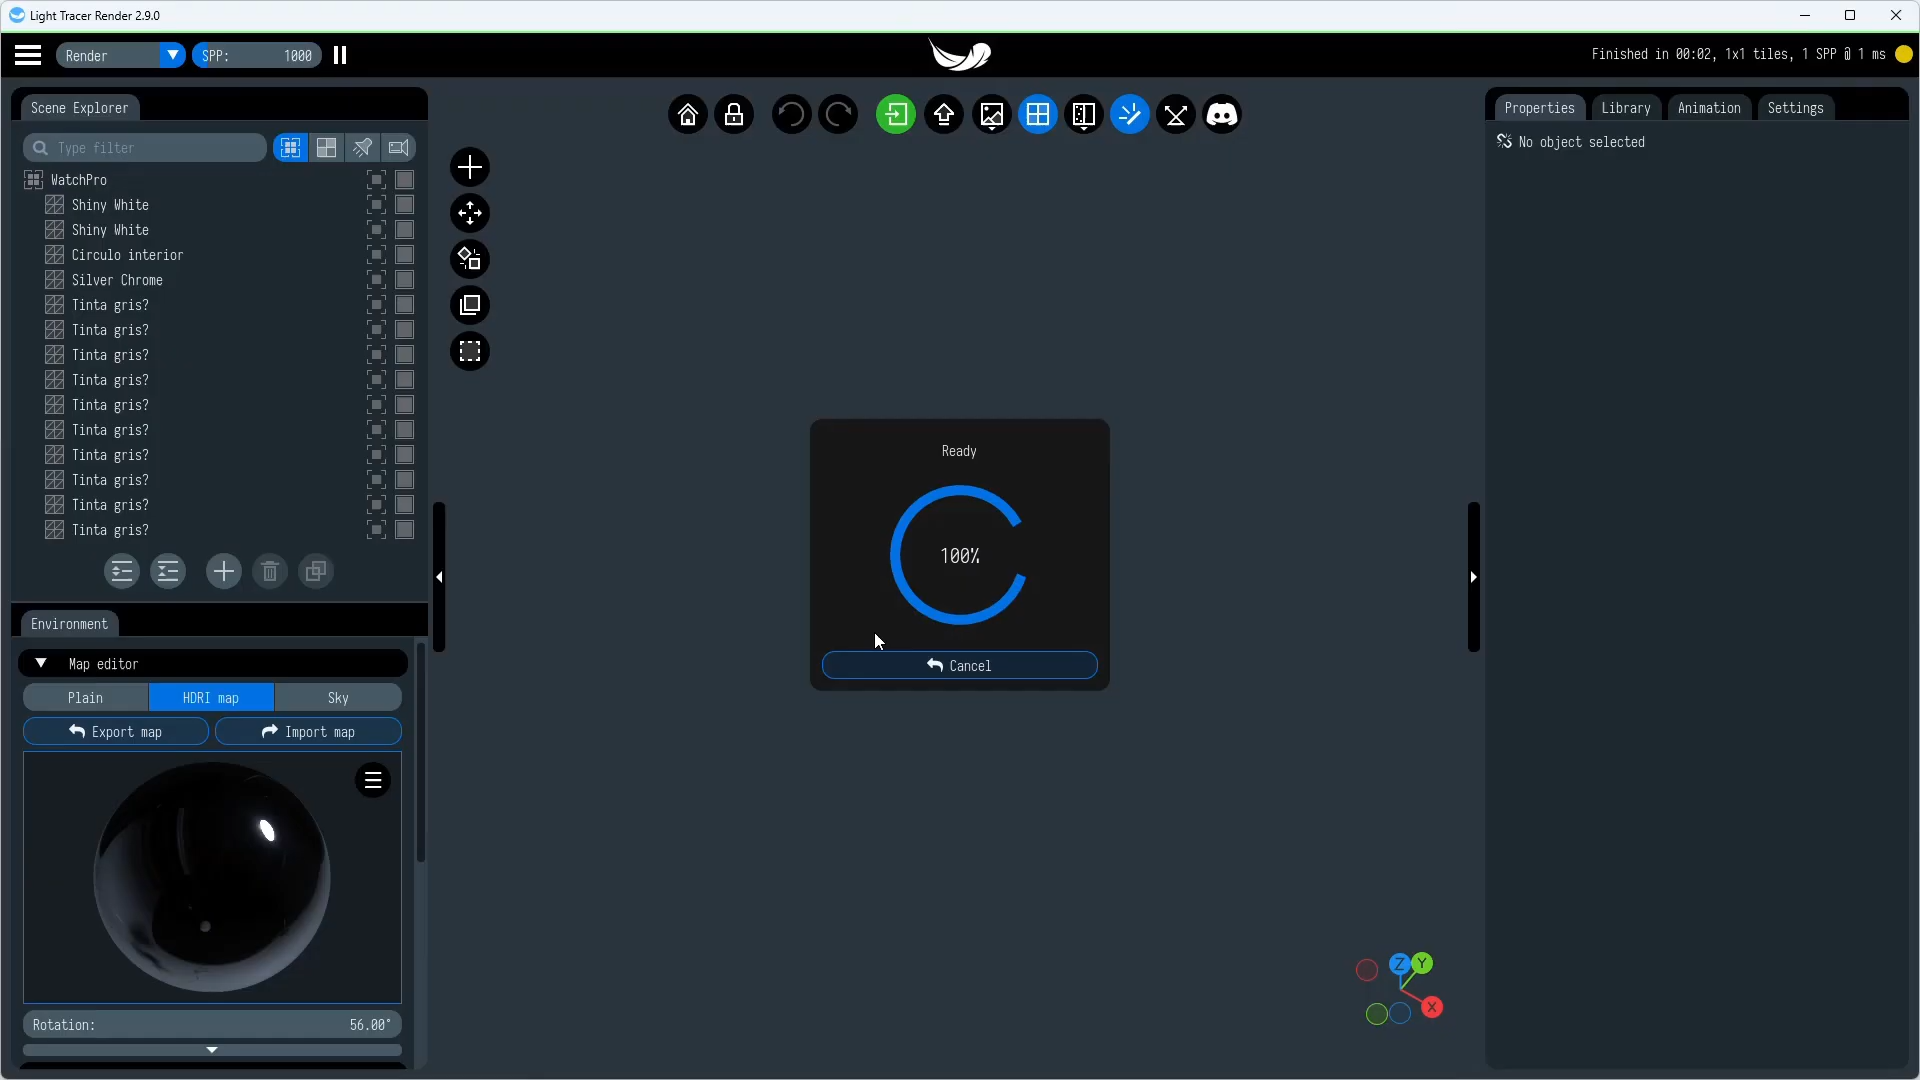 Light Tracer Render 2.9.0
Render
SPP: 1000
Finished in 00:02, 1x1 tiles, 1 SPP @ 1 ms
Scene Explorer
Type filter
WatchPro
Shiny White
Shiny White
Circulo interior
Silver Chrome
Tinta gris?
Tinta gris?
Tinta gris?
Tinta gris?
Tinta gris?
Tinta gris?
Tinta gris?
Tinta gris?
Tinta gris?
Tinta gris?
Environment
Map editor
Plain HDRI map Sky
Export map Import map
Rotation: 56.00°
Ready
100%
Cancel
Properties Library Animation Settings
No object selected
Z Y
X